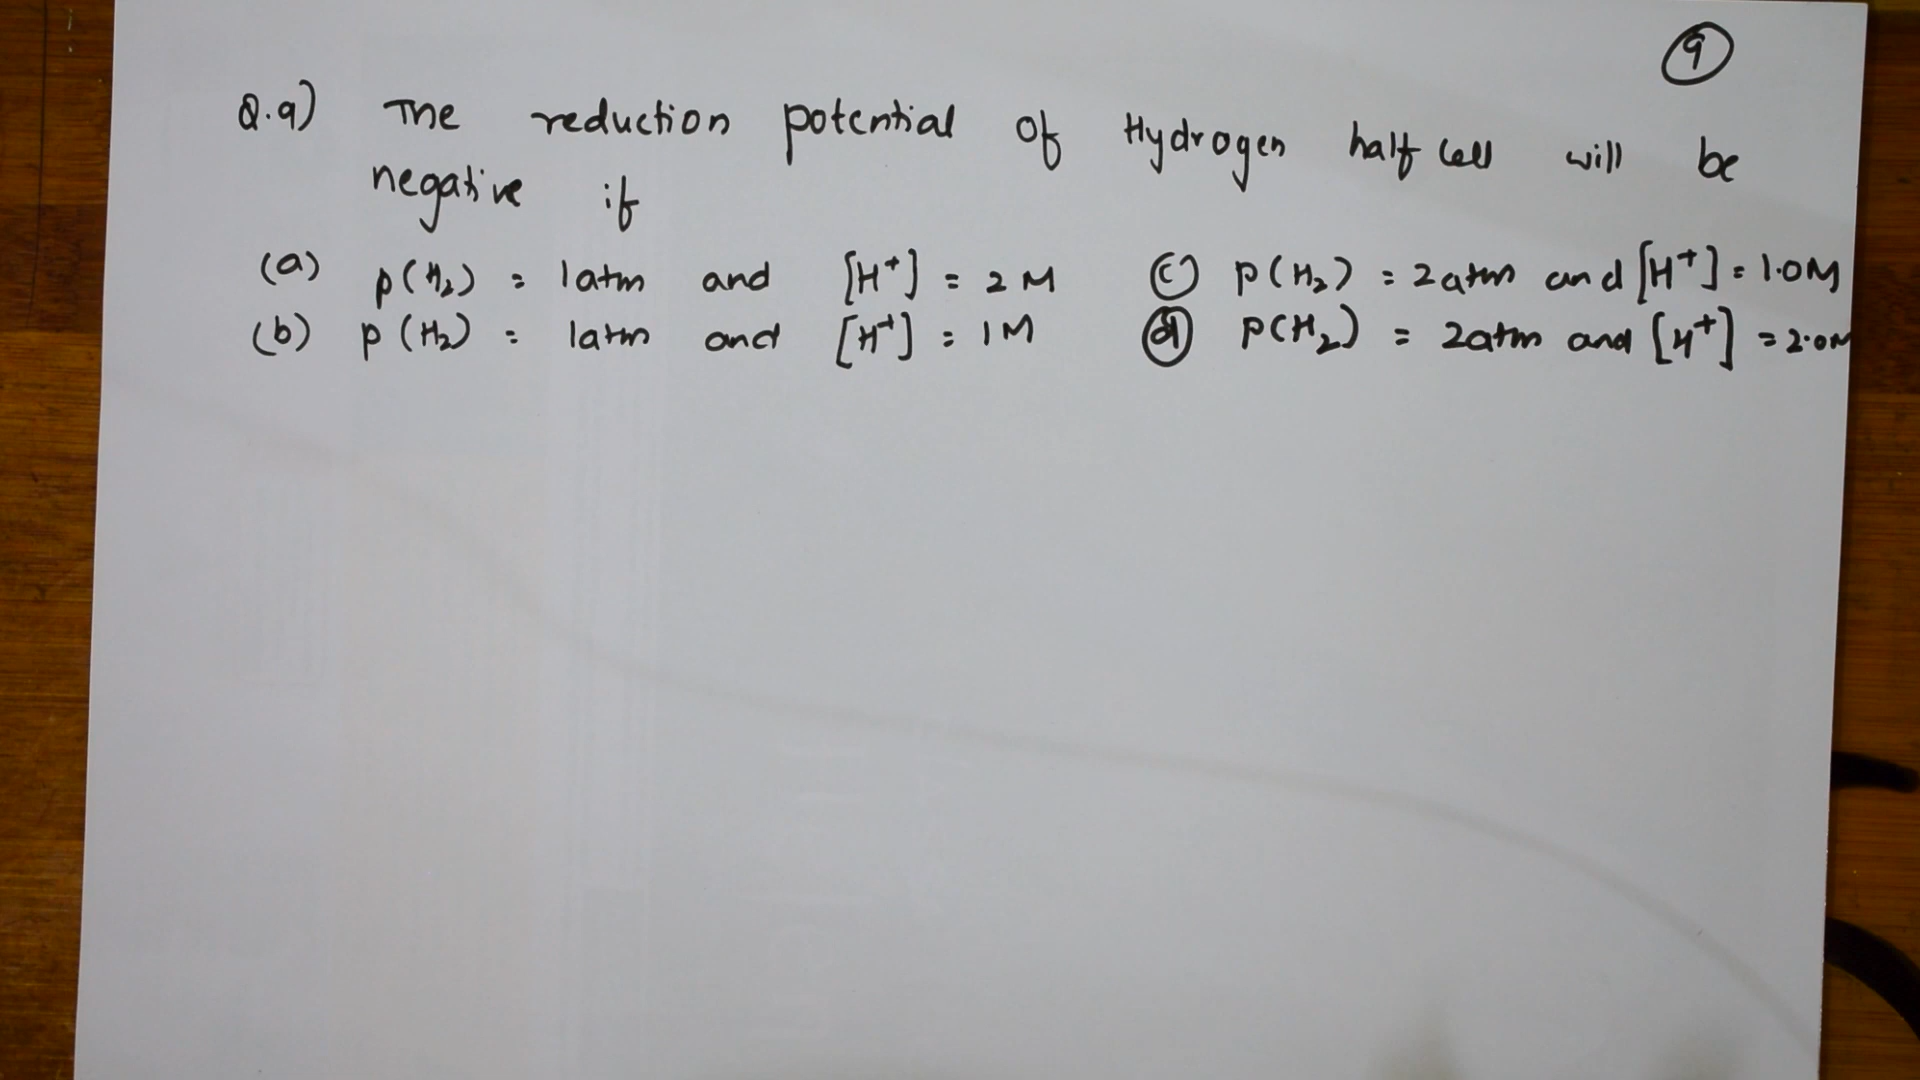 9
Q.9) The reduction potential of Hydrogen half cell will be
negative if
(a) p(H₂) = 1atm and [H⁺] = 2 M
(b) p(H₂) = 1atm and [H⁺] = 1M
(c) p(H₂) = 2atm and [H⁺] = 1.0M
(d) p(H₂) = 2atm and [H⁺] = 2.0M